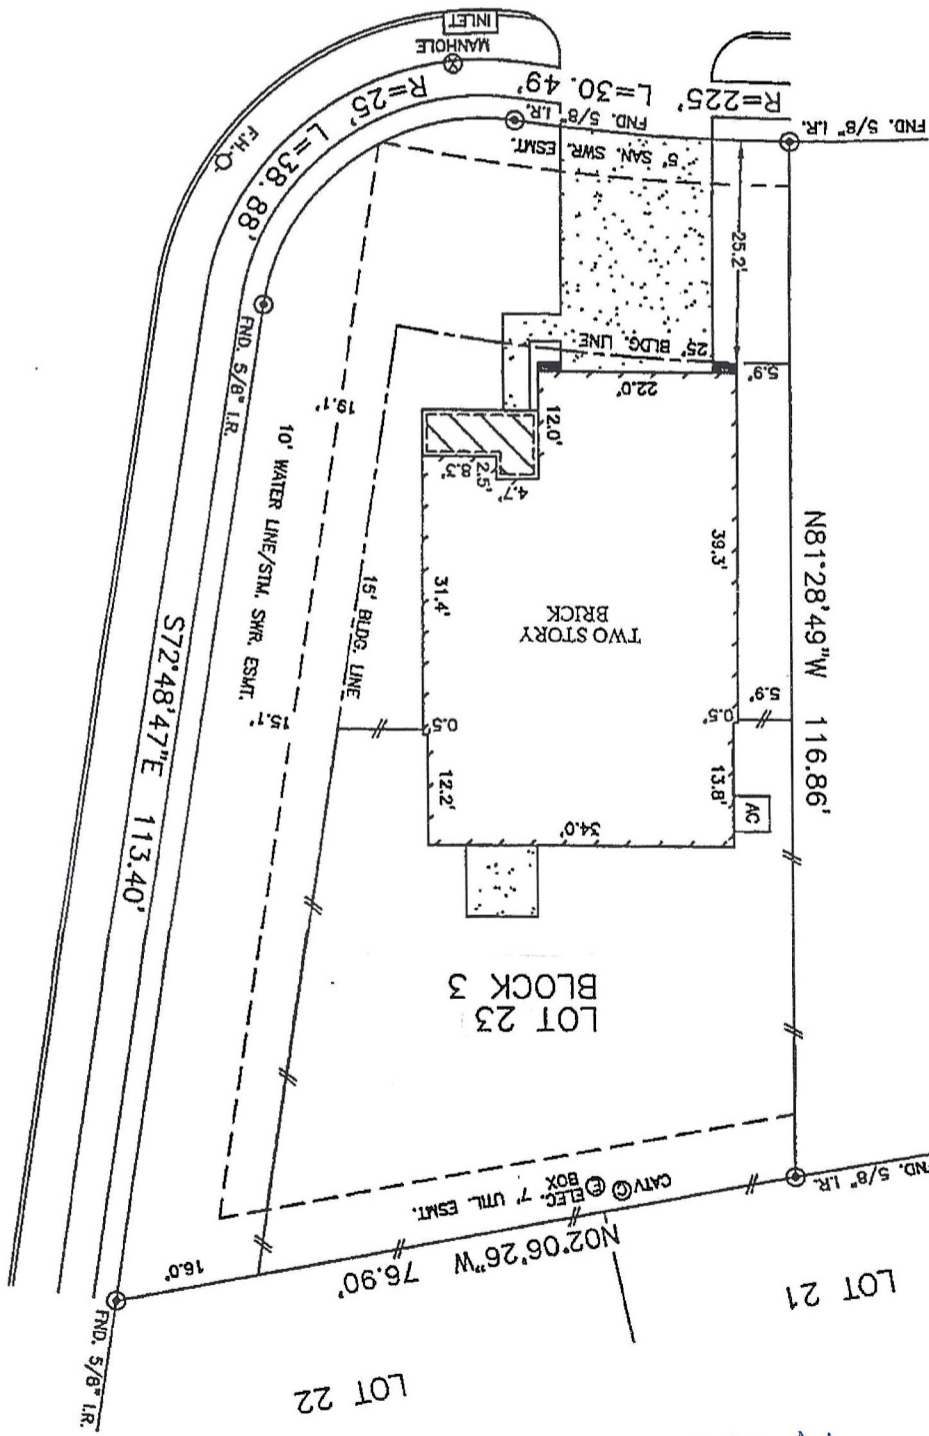 INLET
MANHOLE
F.H.
R=25' L=38.88'
L=30.49'
R=225'
FND. 5/8" I.R.
FND. 5/8" I.R.
5' SAN. SWR.
ESMT.
25.2'
FND. 5/8" I.R.
25' BLDG. LINE
5.9'
22.0'
19.1'
12.0'
8.3'
2.5'
4.7'
10' WATER LINE/STM. SWR. ESMT.
15' BLDG. LINE
31.4'
39.3'
TWO STORY
BRICK
N81°28'49"W 116.86'
S72°48'47"E 113.40'
15.1'
0.5'
0.5'
5.9'
12.2'
13.8'
34.0'
AC
LOT 23
BLOCK 3
CATV C
ELEC. E
BOX
7' UTIL ESMT.
FND. 5/8" I.R.
N02°06'26"W 76.90'
16.0'
FND. 5/8" I.R.
LOT 21
LOT 22